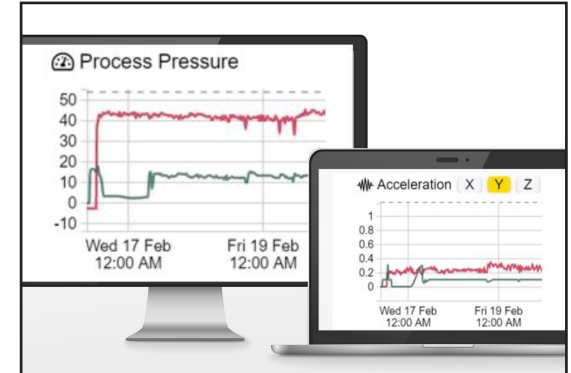 Process Pressure
50
40
30
20
10
0
-10
Wed 17 Feb
12:00 AM
Fri 19 Feb
12:00 AM
Acceleration X Y Z
1
0.8
0.6
0.4
0.2
0
Wed 17 Feb
12:00 AM
Fri 19 Feb
12:00 AM